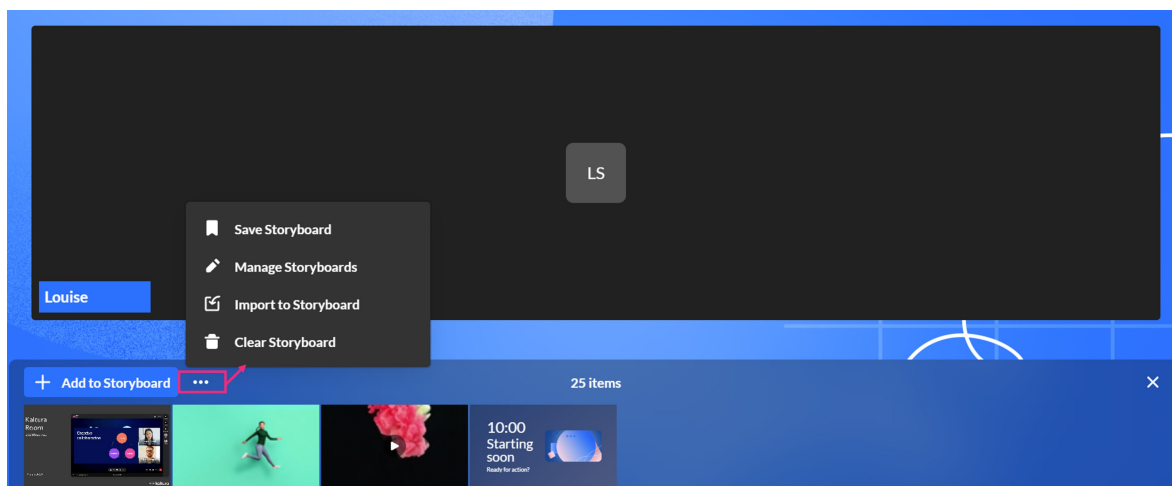 LS
Save Storyboard
Manage Storyboards
Import to Storyboard
Clear Storyboard
Louise
Add to Storyboard
25 items
Kaltura
Room
10:00
Starting
soon
Ready for action?